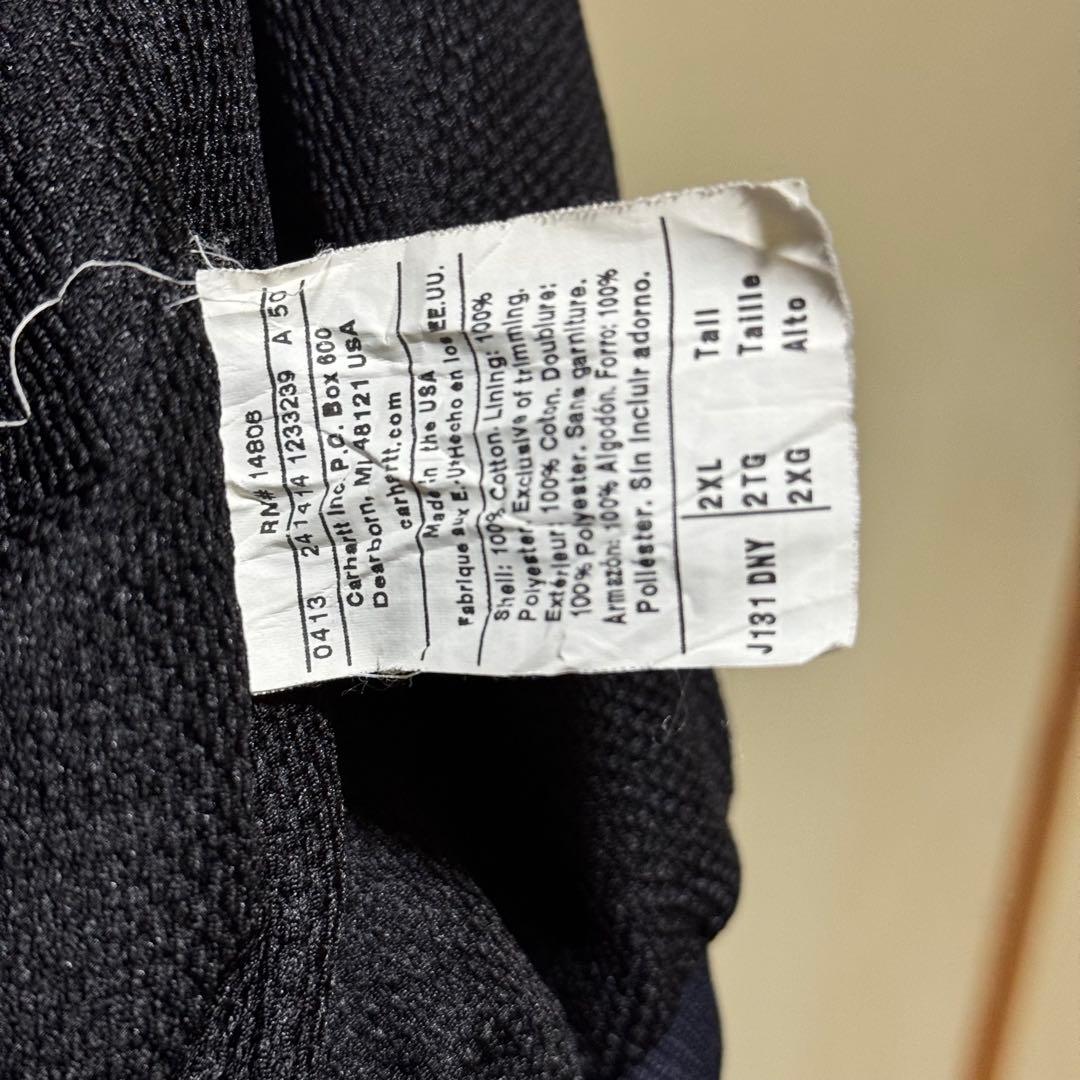 RN# 14806
0413 241414 1233239 A 50
Carhartt Inc. P.O. Box 600
Dearborn, MI 48121 USA
carhartt.com
Made in the USA
Fabrique aux E.-U Hecho en los EE.UU.
Shell: 100% Cotton. Lining: 100%
Polyester. Exclusive of trimming.
Extérieur: 100% Coton. Doublure:
100% Polyester. Sans garniture.
Armazón: 100% Algodón. Forro: 100%
Poliéster. Sin incluir adorno.
2XL Tall
J131 DNY 2TG Taille
2XG Alto